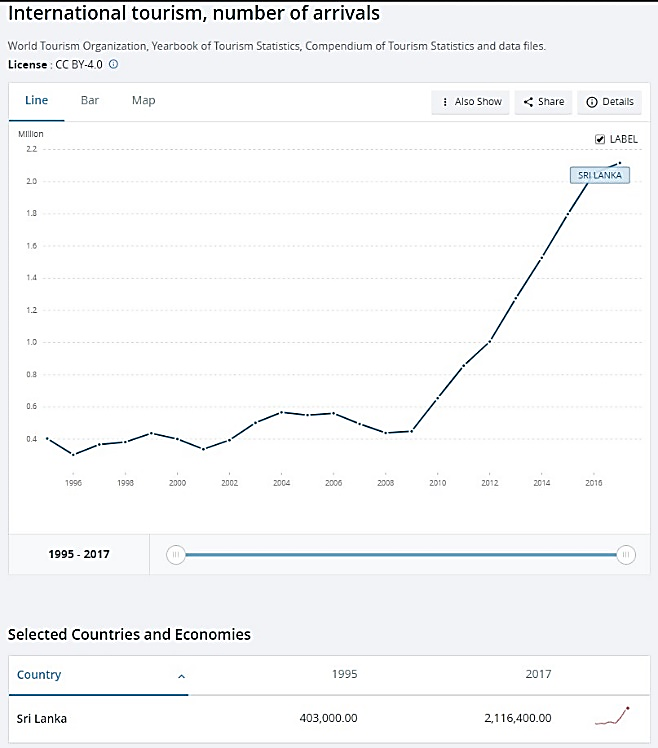 International tourism, number of arrivals
World Tourism Organization, Yearbook of Tourism Statistics, Compendium of Tourism Statistics and data files.
License : CC BY-4.0
Line Bar Map Also Show Share Details
Million
LABEL
2.2
SRI LANKA
2.0
1.8
1.6
1.4
1.2
1.0
0.8
0.6
0.4
1996 1998 2000 2002 2004 2006 2008 2010 2012 2014 2016
1995 - 2017
Selected Countries and Economies
Country 1995 2017
Sri Lanka 403,000.00 2,116,400.00